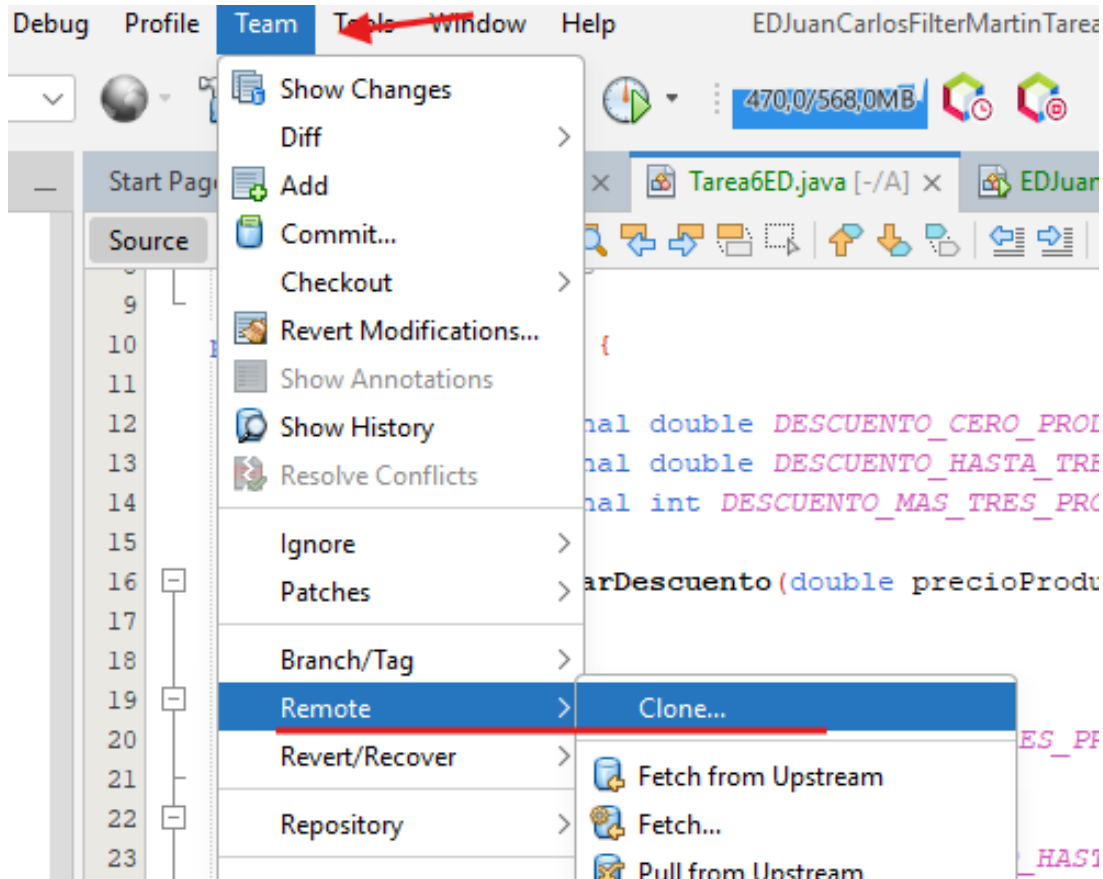 Debug Profile Team Tools Window Help EDJuanCarlosFilterMartinTarea
470,0/568,0MB
Start Pag Tarea6ED.java [-/A] EDJuan
Source
Show Changes
Diff
Add
Commit...
Checkout
Revert Modifications...
Show Annotations
Show History
Resolve Conflicts
Ignore
Patches
Branch/Tag
Remote
Revert/Recover
Repository
Clone...
Fetch from Upstream
Fetch...
Pull from Upstream
9
10 {
11
12 nal double DESCUENTO_CERO_PROD
13 nal double DESCUENTO_HASTA_TRE
14 nal int DESCUENTO_MAS_TRES_PRO
15
16 arDescuento(double precioProdu
17
18
19
20 ES_PR
21
22
23 _HAST